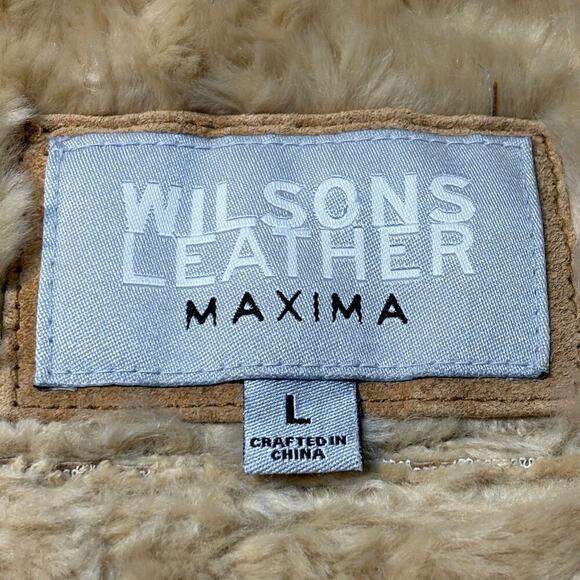 WILSONS
LEATHER
MAXIMA
L
CRAFTED IN
CHINA